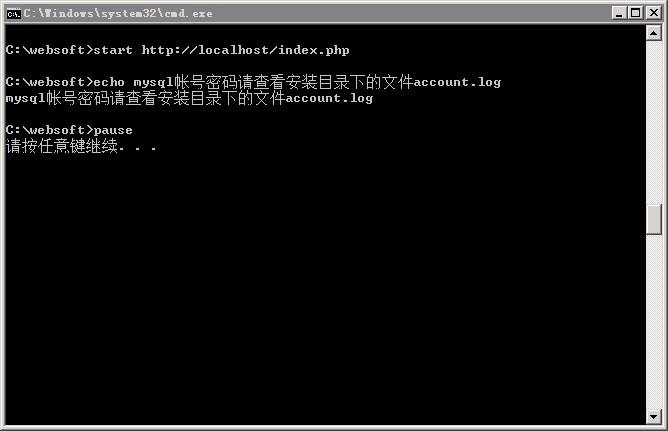 C:\Windows\system32\cmd.exe
C:\websoft>start http://localhost/index.php
C:\websoft>echo mysql帐号密码请查看安装目录下的文件account.log
mysql帐号密码请查看安装目录下的文件account.log
C:\websoft>pause
请按任意键继续. . .